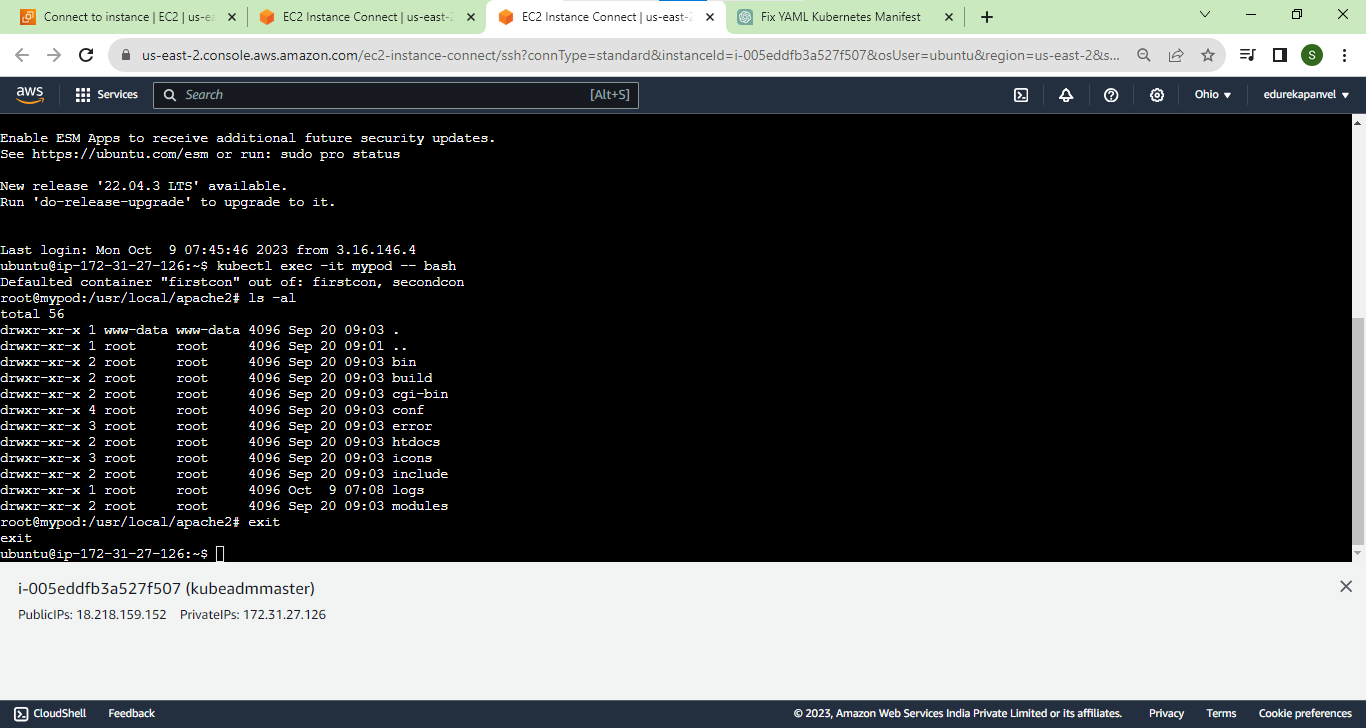 Connect to instance | EC2 | us-ea
EC2 Instance Connect | us-east-2
EC2 Instance Connect | us-east-2
Fix YAML Kubernetes Manifest
us-east-2.console.aws.amazon.com/ec2-instance-connect/ssh?connType=standard&instanceId=i-005eddfb3a527f507&osUser=ubuntu&region=us-east-2&s...
S
aws
Services
Search
[Alt+S]
Ohio
edurekapanvel
Enable ESM Apps to receive additional future security updates.
See https://ubuntu.com/esm or run: sudo pro status
New release '22.04.3 LTS' available.
Run 'do-release-upgrade' to upgrade to it.
Last login: Mon Oct  9 07:45:46 2023 from 3.16.146.4
ubuntu@ip-172-31-27-126:~$ kubectl exec -it mypod -- bash
Defaulted container "firstcon" out of: firstcon, secondcon
root@mypod:/usr/local/apache2# ls -al
total 56
drwxr-xr-x 1 www-data www-data 4096 Sep 20 09:03 .
drwxr-xr-x 1 root     root     4096 Sep 20 09:01 ..
drwxr-xr-x 2 root     root     4096 Sep 20 09:03 bin
drwxr-xr-x 2 root     root     4096 Sep 20 09:03 build
drwxr-xr-x 2 root     root     4096 Sep 20 09:03 cgi-bin
drwxr-xr-x 4 root     root     4096 Sep 20 09:03 conf
drwxr-xr-x 3 root     root     4096 Sep 20 09:03 error
drwxr-xr-x 2 root     root     4096 Sep 20 09:03 htdocs
drwxr-xr-x 3 root     root     4096 Sep 20 09:03 icons
drwxr-xr-x 2 root     root     4096 Sep 20 09:03 include
drwxr-xr-x 1 root     root     4096 Oct  9 07:08 logs
drwxr-xr-x 2 root     root     4096 Sep 20 09:03 modules
root@mypod:/usr/local/apache2# exit
exit
ubuntu@ip-172-31-27-126:~$
i-005eddfb3a527f507 (kubeadmmaster)
PublicIPs: 18.218.159.152 PrivateIPs: 172.31.27.126
CloudShell
Feedback
© 2023, Amazon Web Services India Private Limited or its affiliates.
Privacy
Terms
Cookie preferences